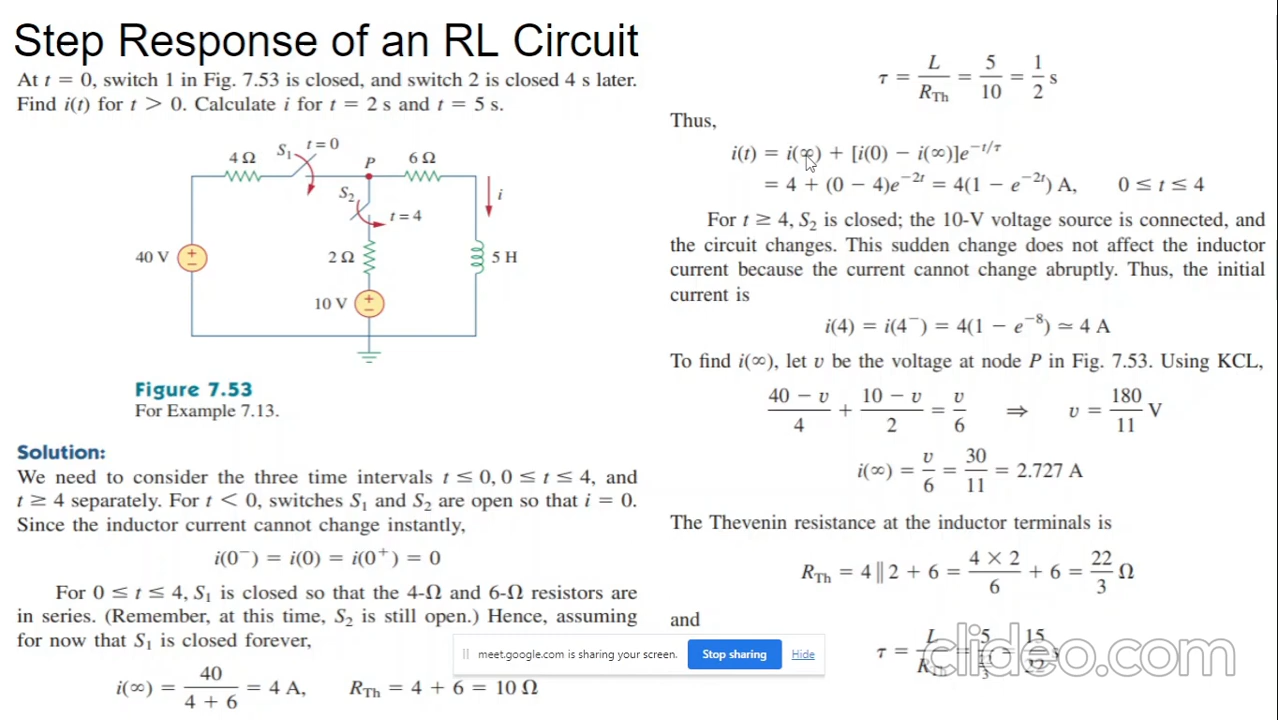 Step Response of an RL Circuit
At t = 0, switch 1 in Fig. 7.53 is closed, and switch 2 is closed 4 s later.
Find i(t) for t > 0. Calculate i for t = 2 s and t = 5 s.
4 Ω
S₁
t = 0
P
6 Ω
S₂
t = 4
i
40 V
2 Ω
5 H
10 V
Figure 7.53
For Example 7.13.
Solution:
We need to consider the three time intervals t ≤ 0, 0 ≤ t ≤ 4, and
t ≥ 4 separately. For t < 0, switches S₁ and S₂ are open so that i = 0.
Since the inductor current cannot change instantly,
i(0⁻) = i(0) = i(0⁺) = 0
For 0 ≤ t ≤ 4, S₁ is closed so that the 4-Ω and 6-Ω resistors are
in series. (Remember, at this time, S₂ is still open.) Hence, assuming
for now that S₁ is closed forever,
i(∞) = 40 / (4 + 6) = 4 A, R_Th = 4 + 6 = 10 Ω
τ = L / R_Th = 5 / 10 = 1 / 2 s
Thus,
i(t) = i(∞) + [i(0) − i(∞)]e^(−t/τ)
= 4 + (0 − 4)e^(−2t) = 4(1 − e^(−2t)) A, 0 ≤ t ≤ 4
For t ≥ 4, S₂ is closed; the 10-V voltage source is connected, and
the circuit changes. This sudden change does not affect the inductor
current because the current cannot change abruptly. Thus, the initial
current is
i(4) = i(4⁻) = 4(1 − e⁻⁸) ≃ 4 A
To find i(∞), let υ be the voltage at node P in Fig. 7.53. Using KCL,
(40 − υ) / 4 + (10 − υ) / 2 = υ / 6 ⇒ υ = 180 / 11 V
i(∞) = υ / 6 = 30 / 11 = 2.727 A
The Thevenin resistance at the inductor terminals is
R_Th = 4 ∥ 2 + 6 = (4 × 2) / 6 + 6 = 22 / 3 Ω
and
τ = L / R_Th = 5 / (22/3) = 15 / 22 s
meet.google.com is sharing your screen.
Stop sharing
Hide
clideo.com